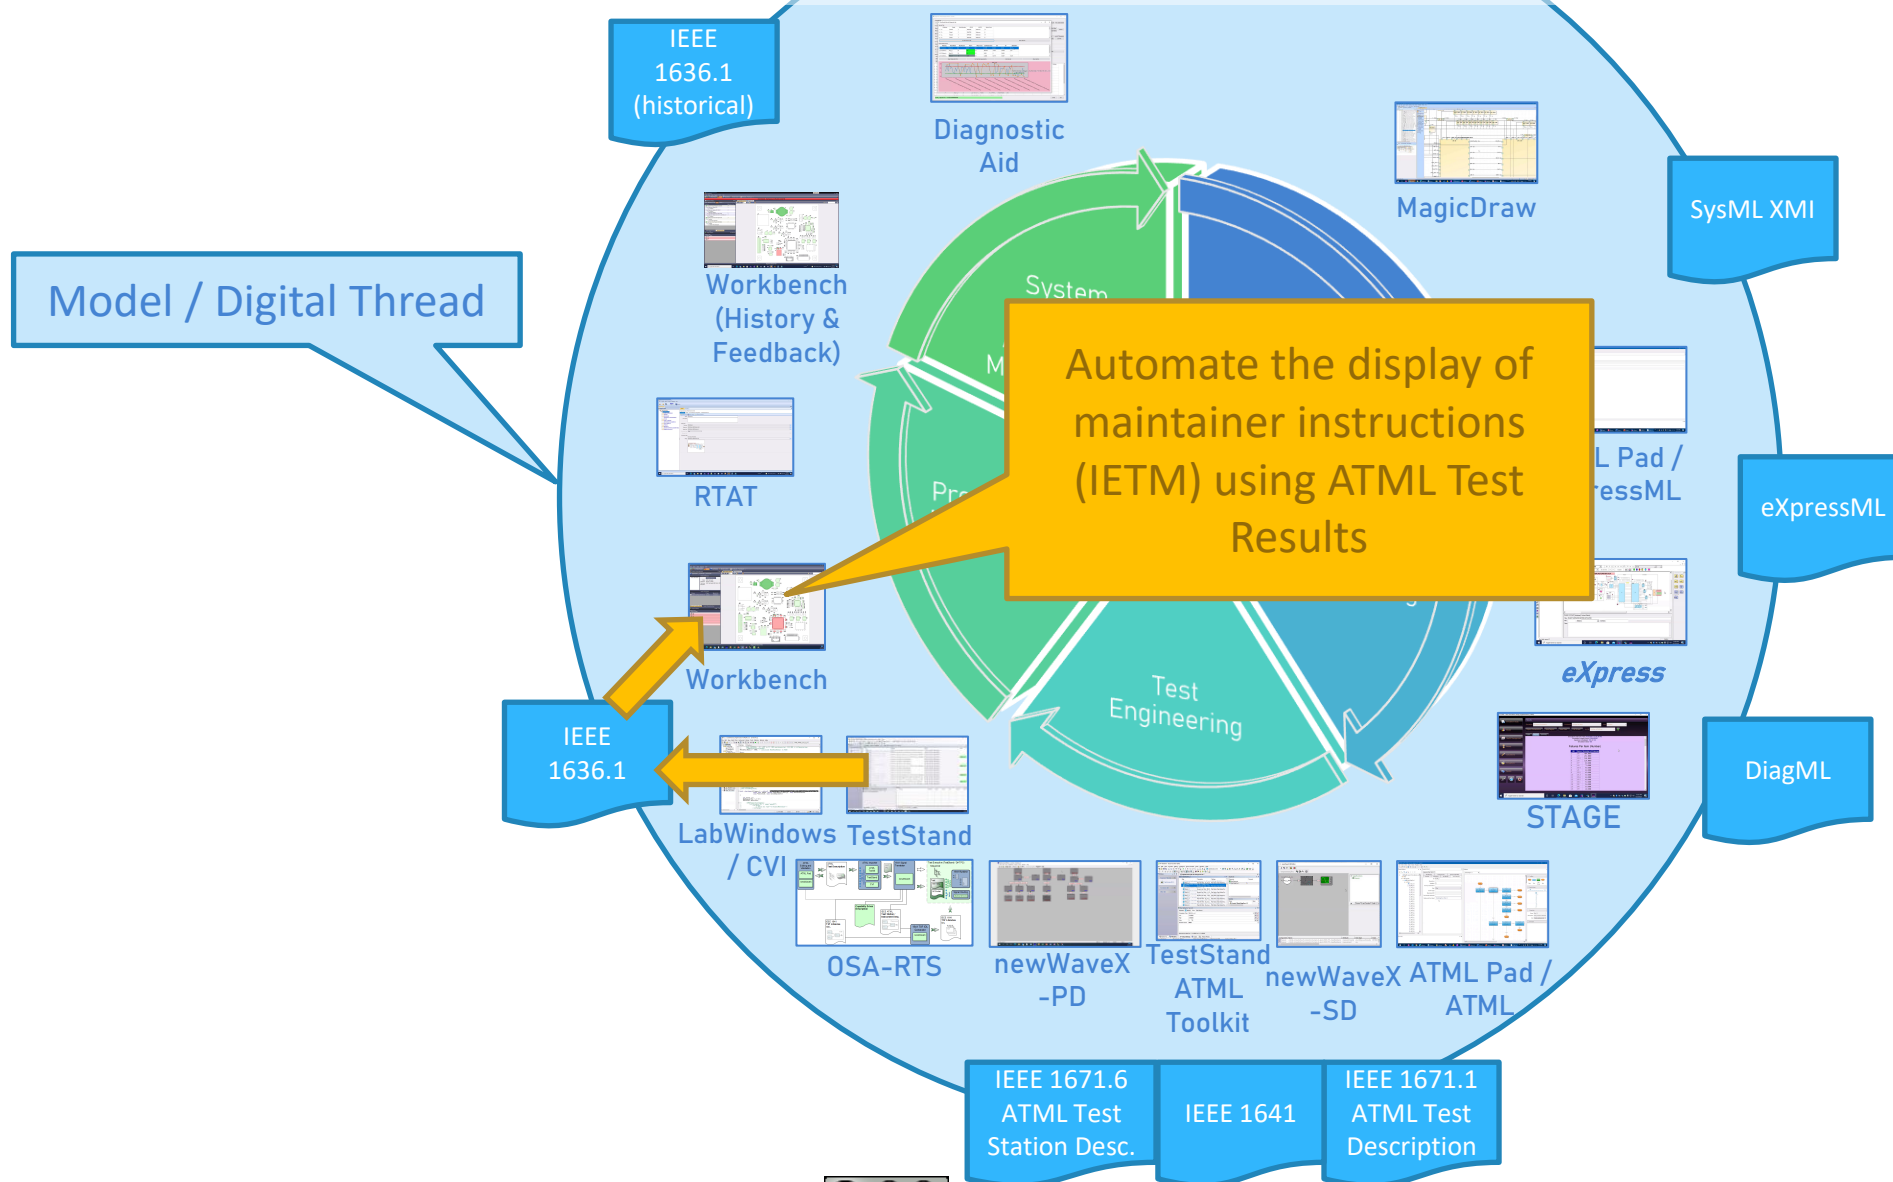 IEEE
1636.1
(historical)
Diagnostic
Aid
MagicDraw
SysML XMI
Workbench
(History &
Feedback)
Model / Digital Thread
System
Automate the display of
maintainer instructions
(IETM) using ATML Test
Results
RTAT
L Pad /
ressML
eXpressML
Workbench
eXpress
Test
Engineering
IEEE
1636.1
DiagML
STAGE
LabWindows
/ CVI
TestStand
OSA-RTS
newWaveX
-PD
TestStand
ATML
Toolkit
newWaveX
-SD
ATML Pad /
ATML
IEEE 1671.6
ATML Test
Station Desc.
IEEE 1641
IEEE 1671.1
ATML Test
Description